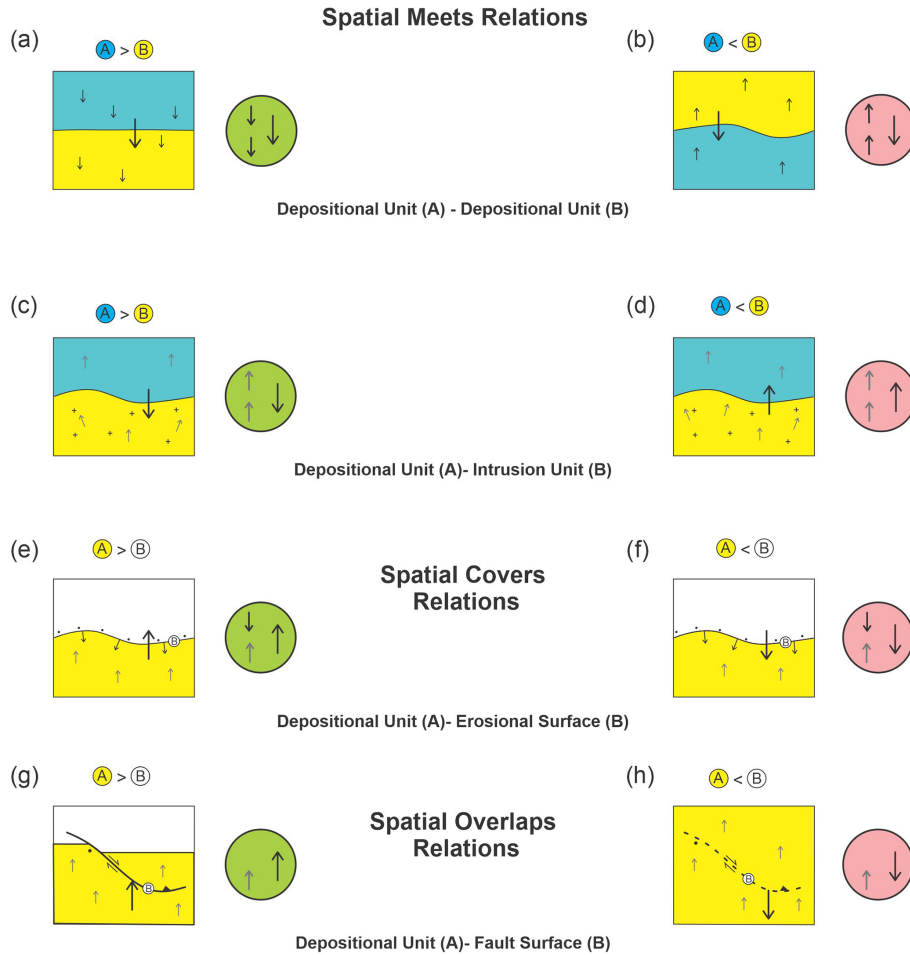 Spatial Meets Relations
(a)
(b)
A > B
A < B
Depositional Unit (A) - Depositional Unit (B)
(c)
(d)
A > B
A < B
Depositional Unit (A)- Intrusion Unit (B)
(e)
(f)
A > B
A < B
Spatial Covers
Relations
B
B
Depositional Unit (A)- Erosional Surface (B)
(g)
(h)
A > B
A < B
Spatial Overlaps
Relations
B
B
Depositional Unit (A)- Fault Surface (B)